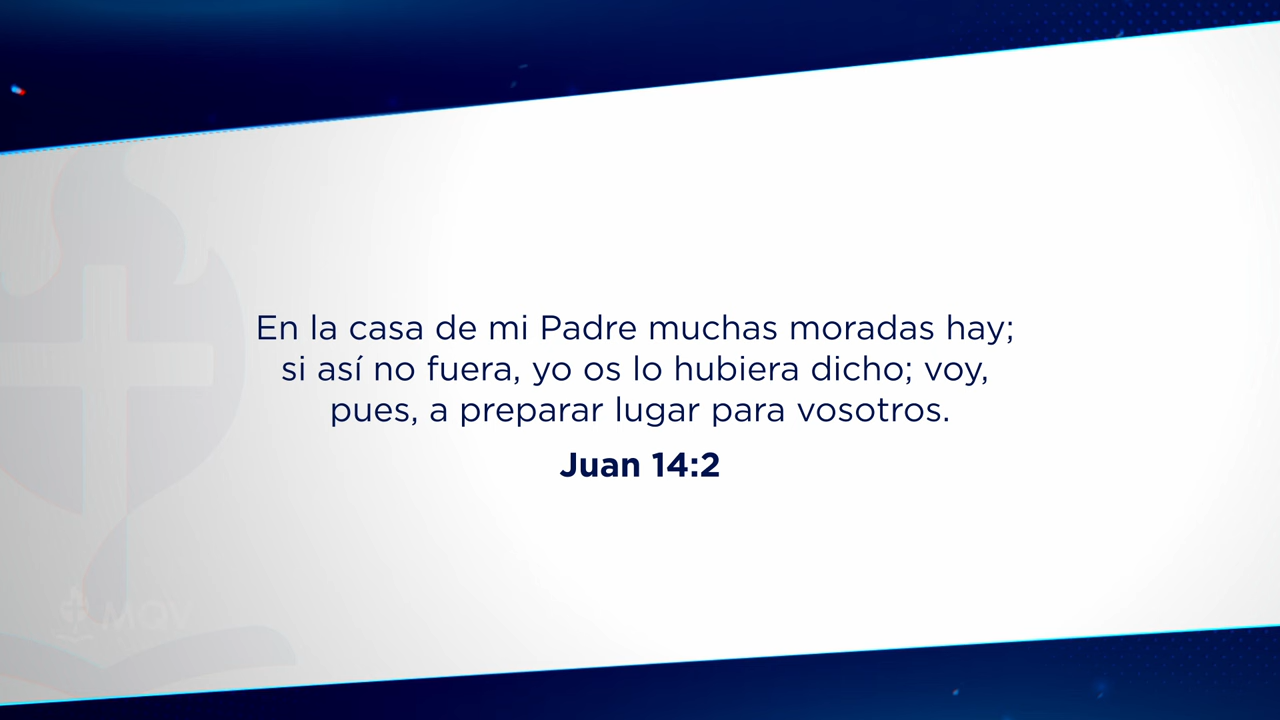 En la casa de mi Padre muchas moradas hay;
si así no fuera, yo os lo hubiera dicho; voy,
pues, a preparar lugar para vosotros.
Juan 14:2
MQV